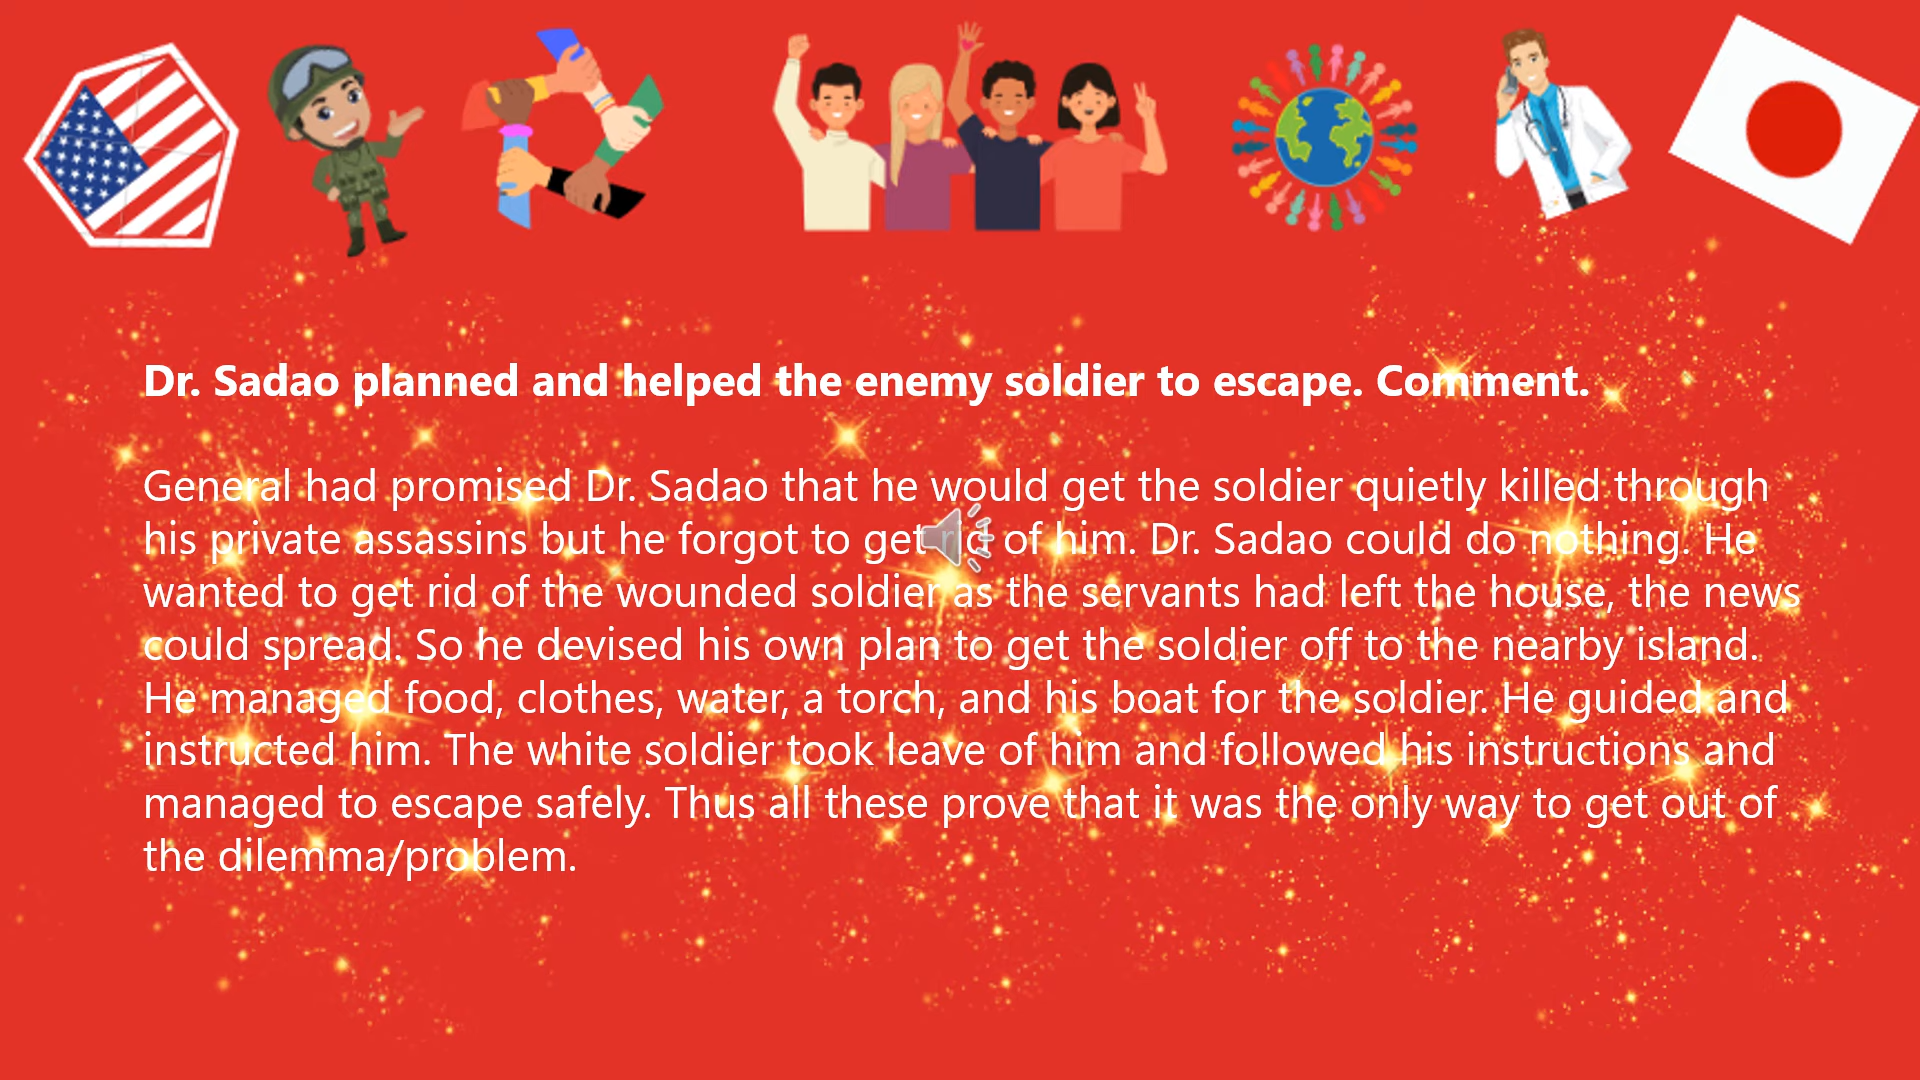 Dr. Sadao planned and helped the enemy soldier to escape. Comment.
General had promised Dr. Sadao that he would get the soldier quietly killed through
his private assassins but he forgot to get rid of him. Dr. Sadao could do nothing. He
wanted to get rid of the wounded soldier as the servants had left the house, the news
could spread. So he devised his own plan to get the soldier off to the nearby island.
He managed food, clothes, water, a torch, and his boat for the soldier. He guided and
instructed him. The white soldier took leave of him and followed his instructions and
managed to escape safely. Thus all these prove that it was the only way to get out of
the dilemma/problem.